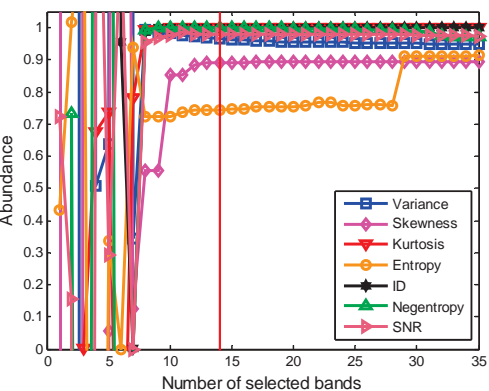 1
0.9
0.8
0.7
0.6
0.5
0.4
0.3
0.2
0.1
0
Abundance
0 5 10 15 20 25 30 35
Number of selected bands
Variance
Skewness
Kurtosis
Entropy
ID
Negentropy
SNR